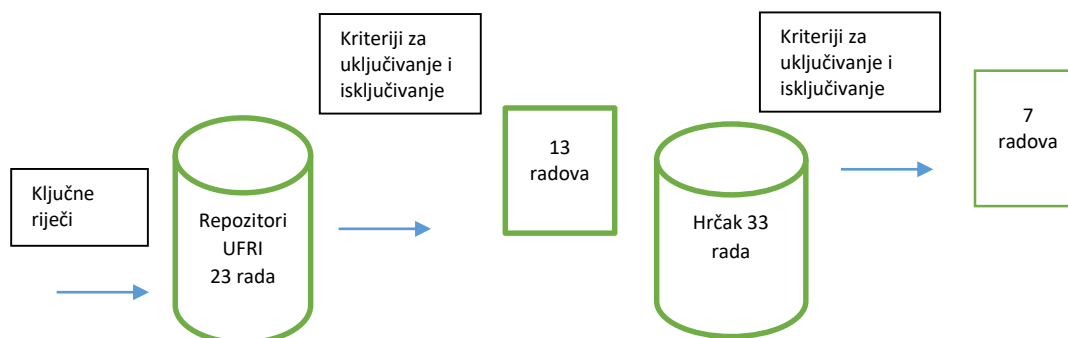 Ključne
riječi
Repozitori
UFRI
23 rada
Kriteriji za
uključivanje i
isključivanje
13
radova
Hrčak 33
rada
Kriteriji za
uključivanje i
isključivanje
7
radova